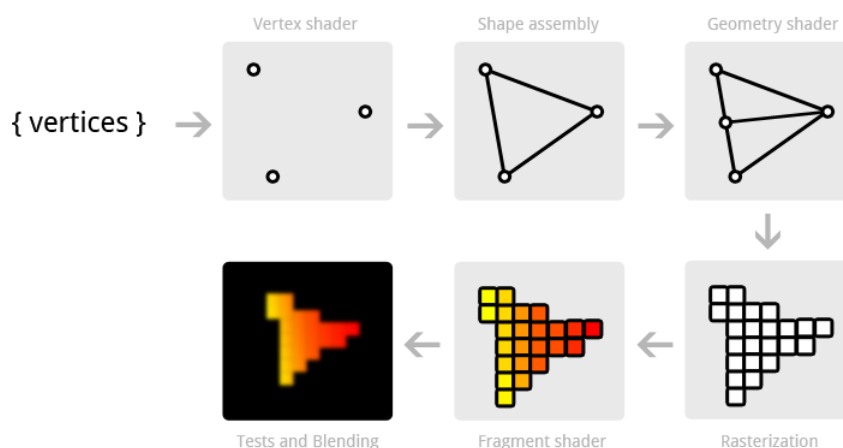 Vertex shader
Shape assembly
Geometry shader
{ vertices }
Tests and Blending
Fragment shader
Rasterization